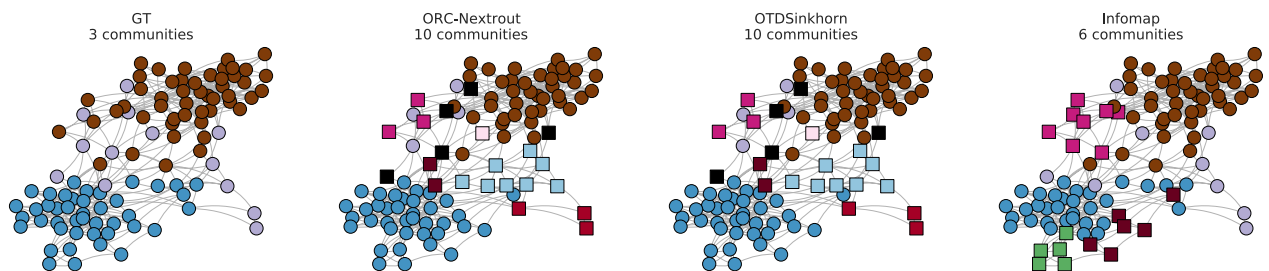 GT
3 communities
ORC-Nextrout
10 communities
OTDSinkhorn
10 communities
Infomap
6 communities